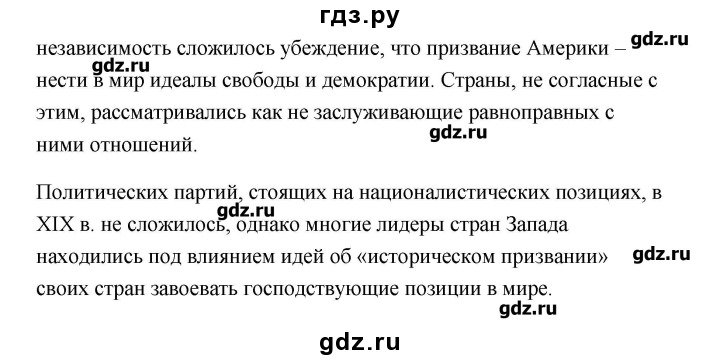 гдз.ру
независимость сложилось убеждение, что призвание Америки –
gdz.ru
gdz.ru
нести в мир идеалы свободы и демократии. Страны, не согласные с
этим, рассматривались как не заслуживающие равноправных с
gdz.ru
ними отношений.
Политических партий, стоящих на националистических позициях, в
gdz.ru
XIX в. не сложилось, однако многие лидеры стран Запада
находились под влиянием идей об «историческом призвании»
gdz.ru
своих стран завоевать господствующие позиции в мире.
gdz.ru
gdz.ru